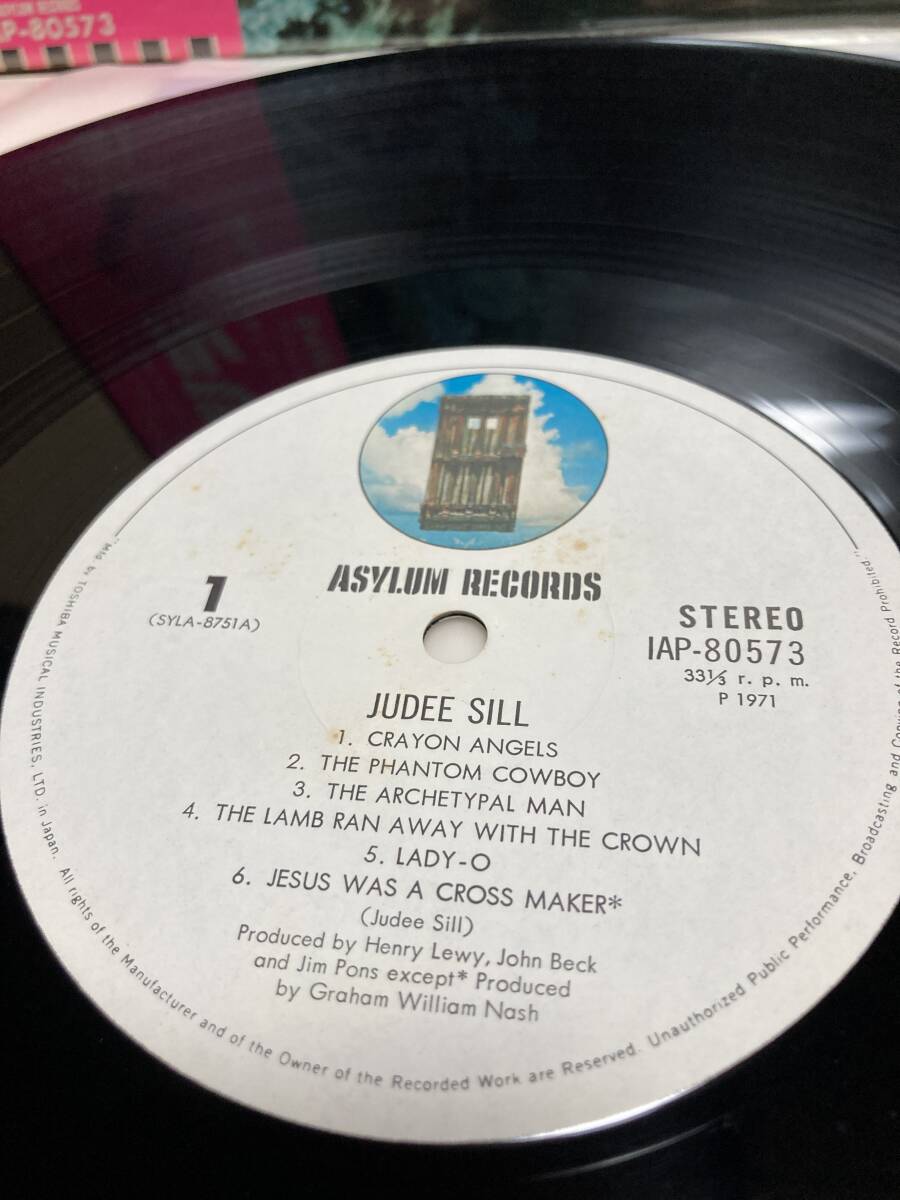 ASYLUM RECORDS
AP-80573
ASYLUM RECORDS
1
(SYLA-8751A)
STEREO
IAP-80573
33⅓ r. p. m.
P 1971
JUDEE SILL
1. CRAYON ANGELS
2. THE PHANTOM COWBOY
3. THE ARCHETYPAL MAN
4. THE LAMB RAN AWAY WITH THE CROWN
5. LADY-O
6. JESUS WAS A CROSS MAKER*
(Judee Sill)
Produced by Henry Lewy, John Beck
and Jim Pons except* Produced
by Graham William Nash
"Mfd by TOSHIBA MUSICAL INDUSTRIES, LTD. in Japan. All rights of the Manufacturer and of the Owner of the Recorded Work are Reserved. Unauthorized Public Performance, Broadcasting and Copying of the Record Prohibited."